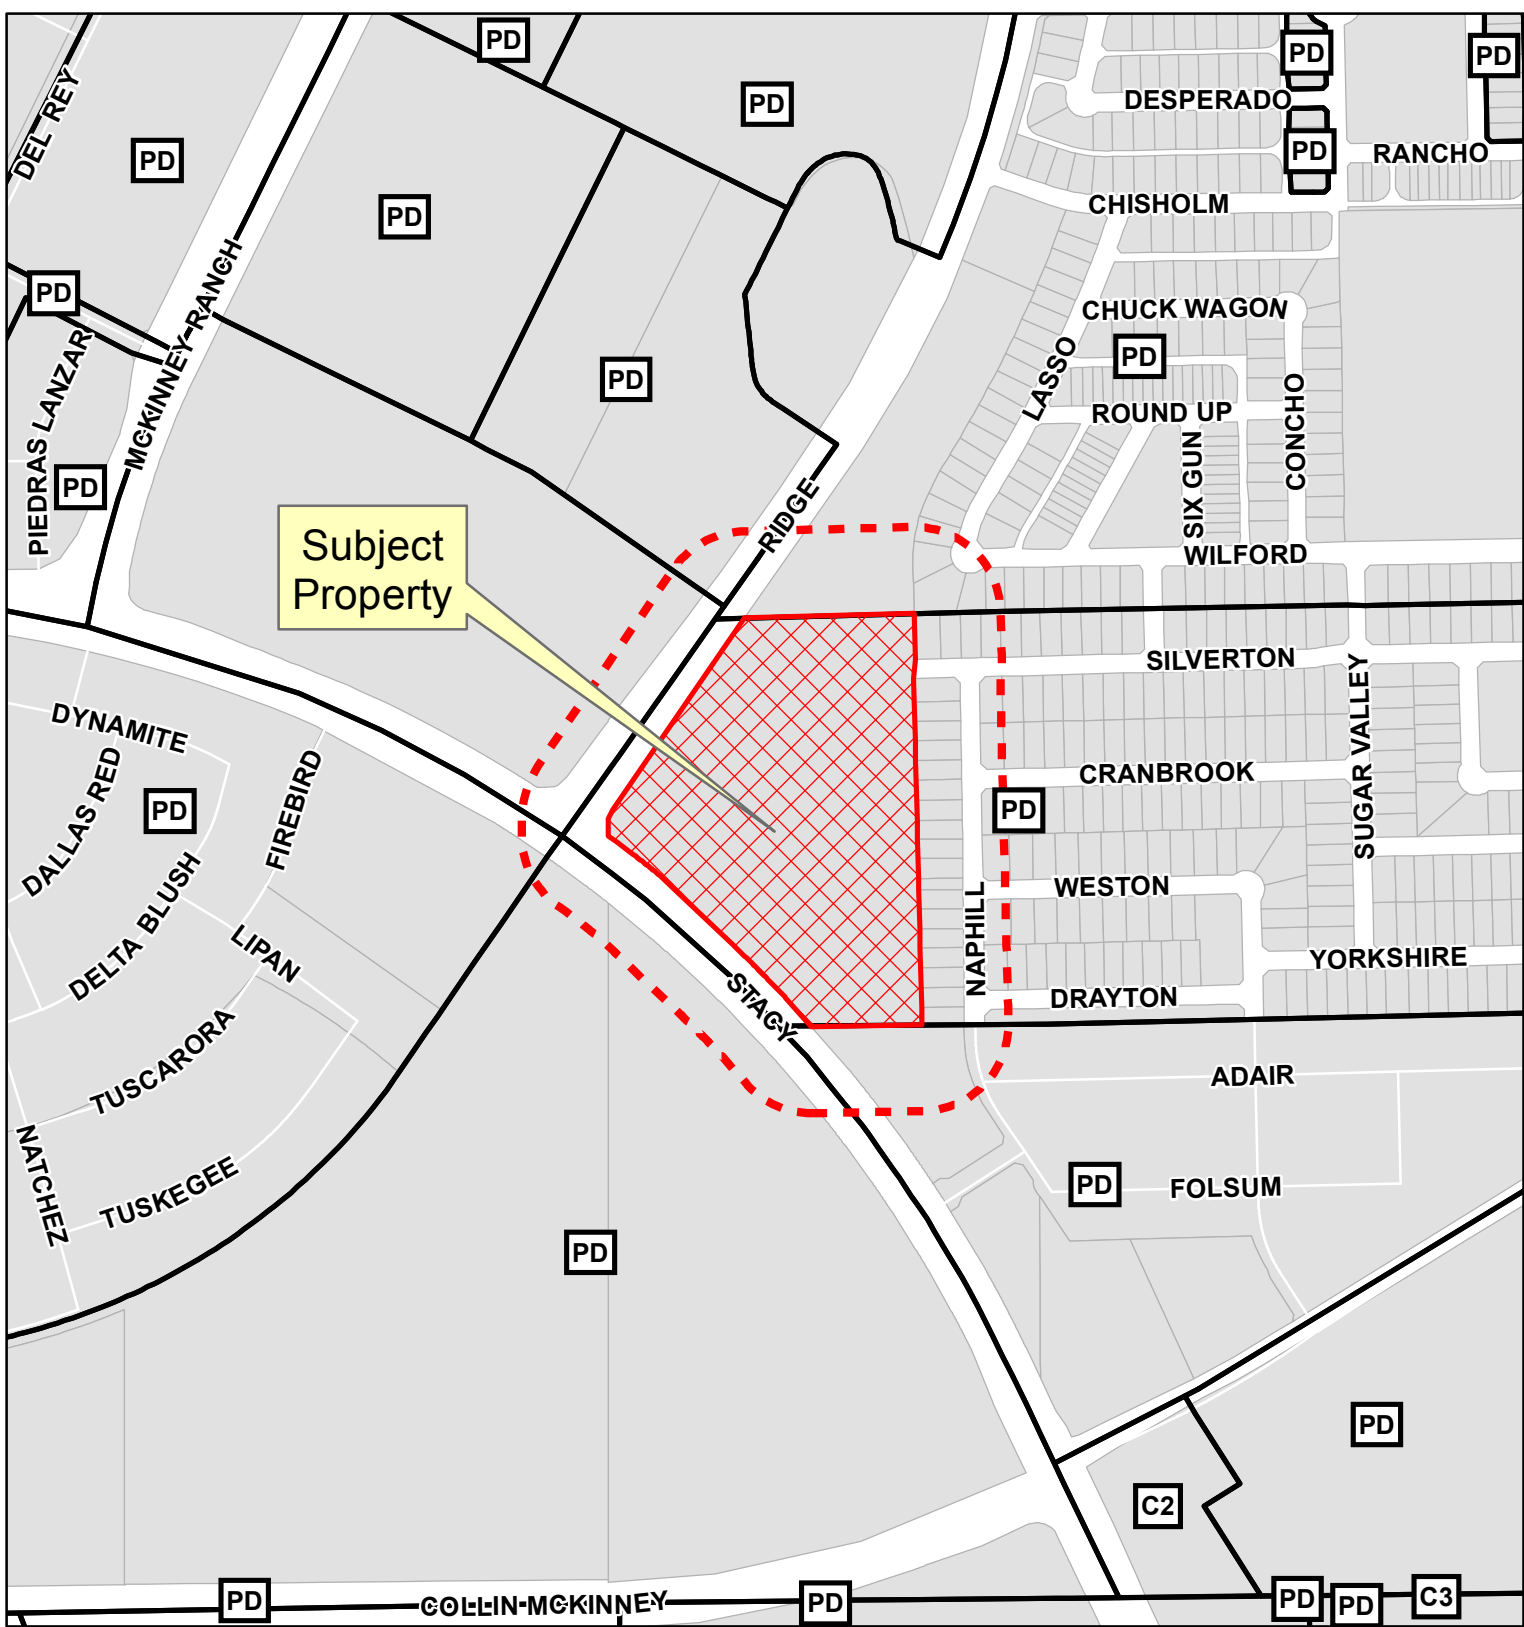 PD
PD
PD
PD
DEL REY
DESPERADO
PD
PD
RANCHO
PD
CHISHOLM
PD
MCKINNEY RANCH
PD
CHUCK WAGON
LASSO
PD
PD
PIEDRAS LANZAR
PD
ROUND UP
CONCHO
SIX GUN
RIDGE
Subject
Property
WILFORD
SILVERTON
SUGAR VALLEY
DYNAMITE
DALLAS RED
PD
FIREBIRD
CRANBROOK
PD
DELTA BLUSH
WESTON
NAPHILL
LIPAN
YORKSHIRE
STACY
DRAYTON
TUSCARORA
ADAIR
NATCHEZ
TUSKEGEE
PD
FOLSUM
PD
PD
C2
PD
COLLIN-MCKINNEY
PD
PD
PD
C3